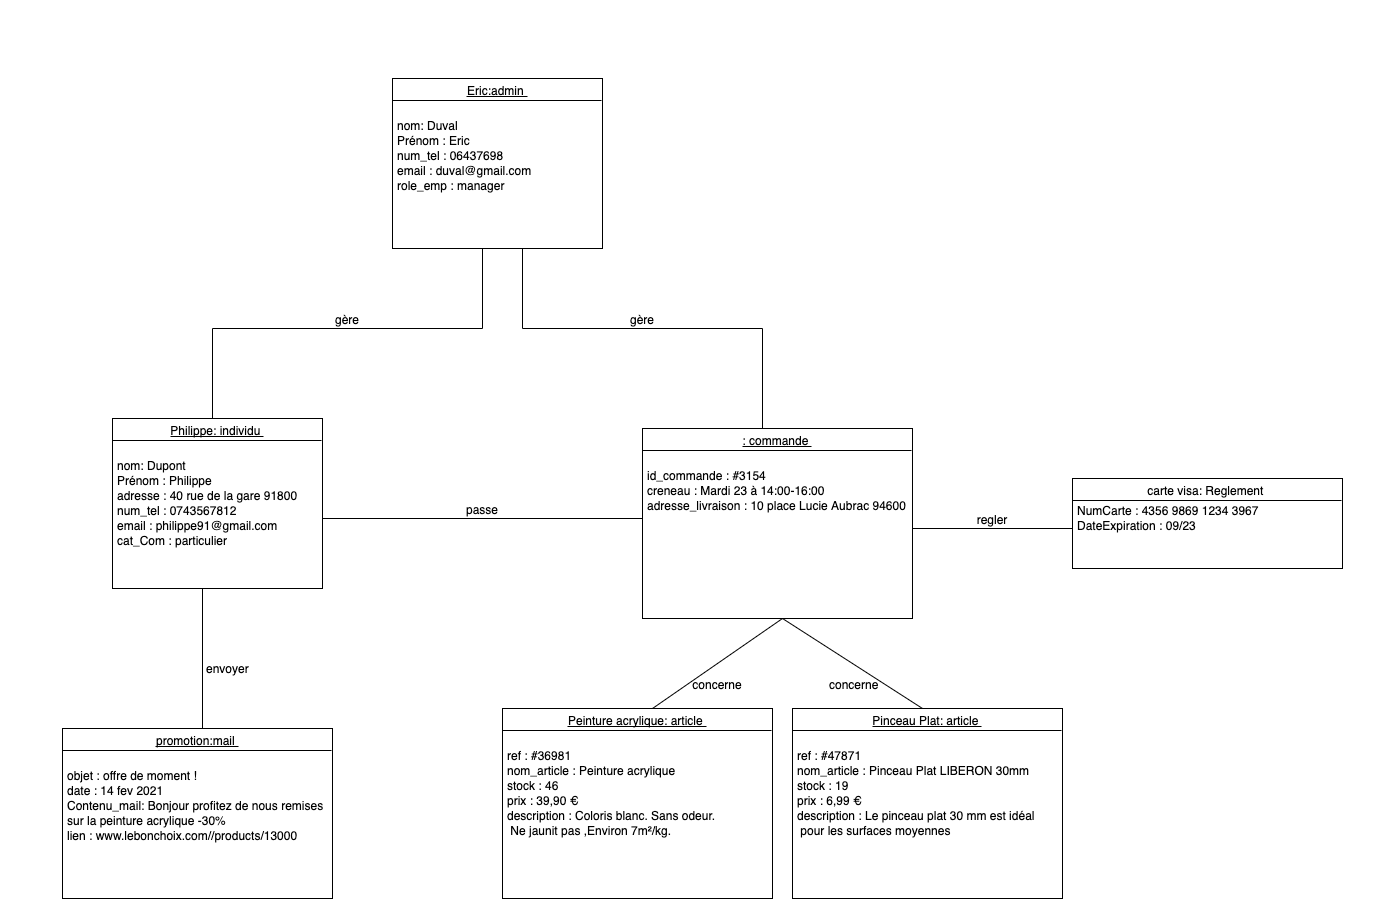 Eric:admin
nom: Duval
Prénom : Eric
num_tel : 06437698
email : duval@gmail.com
role_emp : manager
gère
gère
Philippe: individu
nom: Dupont
Prénom : Philippe
adresse : 40 rue de la gare 91800
num_tel : 0743567812
email : philippe91@gmail.com
cat_Com : particulier
passe
: commande
id_commande : #3154
creneau : Mardi 23 à 14:00-16:00
adresse_livraison : 10 place Lucie Aubrac 94600
regler
carte visa: Reglement
NumCarte : 4356 9869 1234 3967
DateExpiration : 09/23
envoyer
concerne
concerne
promotion:mail
objet : offre de moment !
date : 14 fev 2021
Contenu_mail: Bonjour profitez de nous remises
sur la peinture acrylique -30%
lien : www.lebonchoix.com//products/13000
Peinture acrylique: article
ref : #36981
nom_article : Peinture acrylique
stock : 46
prix : 39,90 €
description : Coloris blanc. Sans odeur.
Ne jaunit pas ,Environ 7m²/kg.
Pinceau Plat: article
ref : #47871
nom_article : Pinceau Plat LIBERON 30mm
stock : 19
prix : 6,99 €
description : Le pinceau plat 30 mm est idéal
pour les surfaces moyennes